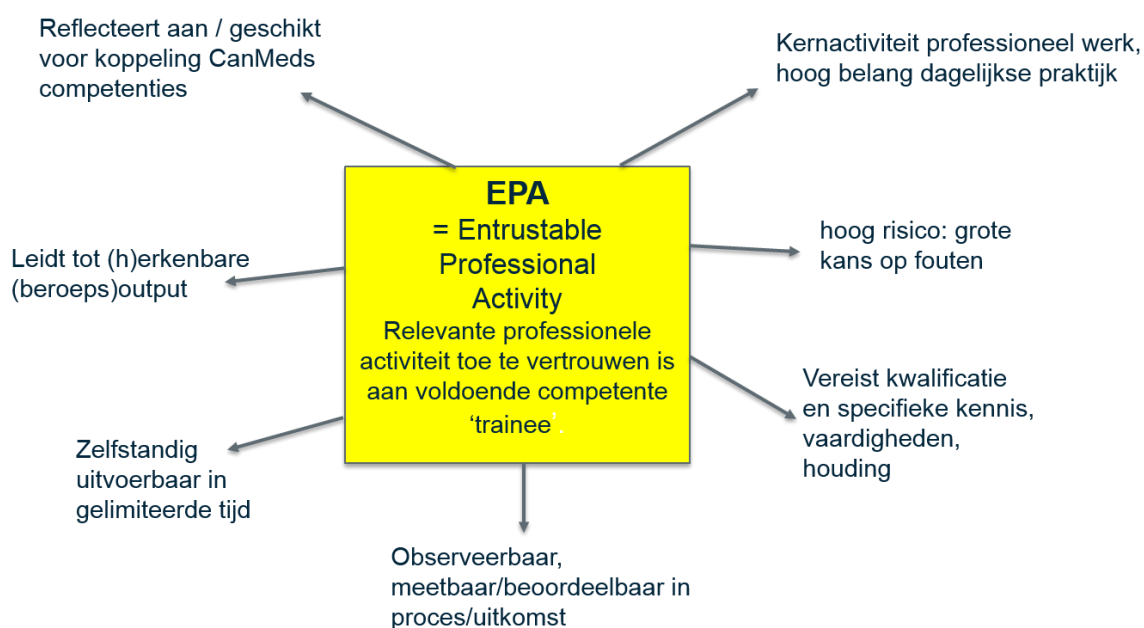 Reflecteert aan / geschikt
voor koppeling CanMeds
competenties
Kernactiviteit professioneel werk,
hoog belang dagelijkse praktijk
EPA
= Entrustable
Professional
Activity
Relevante professionele
activiteit toe te vertrouwen is
aan voldoende competente
‘trainee’.
hoog risico: grote
kans op fouten
Leidt tot (h)erkenbare
(beroeps)output
Vereist kwalificatie
en specifieke kennis,
vaardigheden,
houding
Zelfstandig
uitvoerbaar in
gelimiteerde tijd
Observeerbaar,
meetbaar/beoordeelbaar in
proces/uitkomst